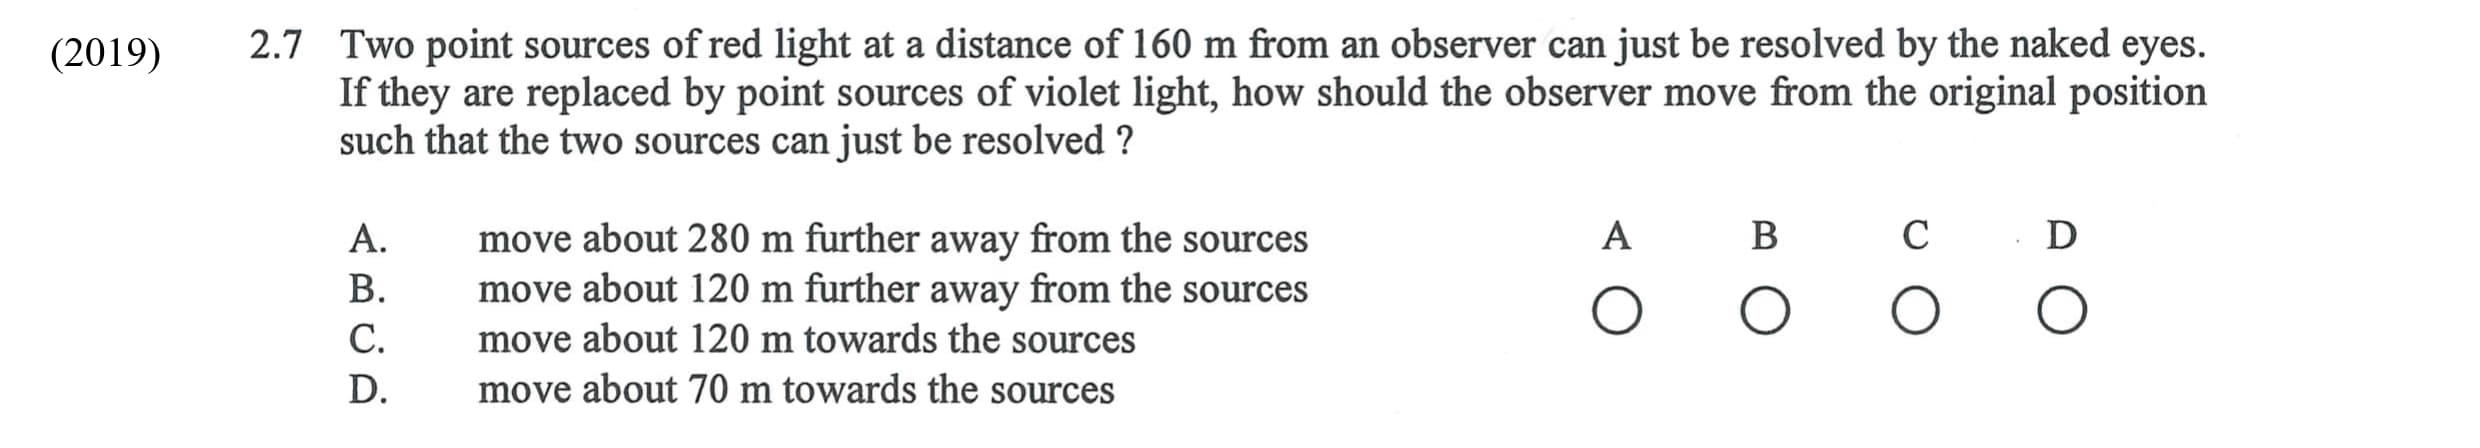 (2019) 2.7 Two point sources of red light at a distance of 160 m from an observer can just be resolved by the naked eyes.
If they are replaced by point sources of violet light, how should the observer move from the original position
such that the two sources can just be resolved ?
A. move about 280 m further away from the sources A B C D
B. move about 120 m further away from the sources
C. move about 120 m towards the sources
D. move about 70 m towards the sources